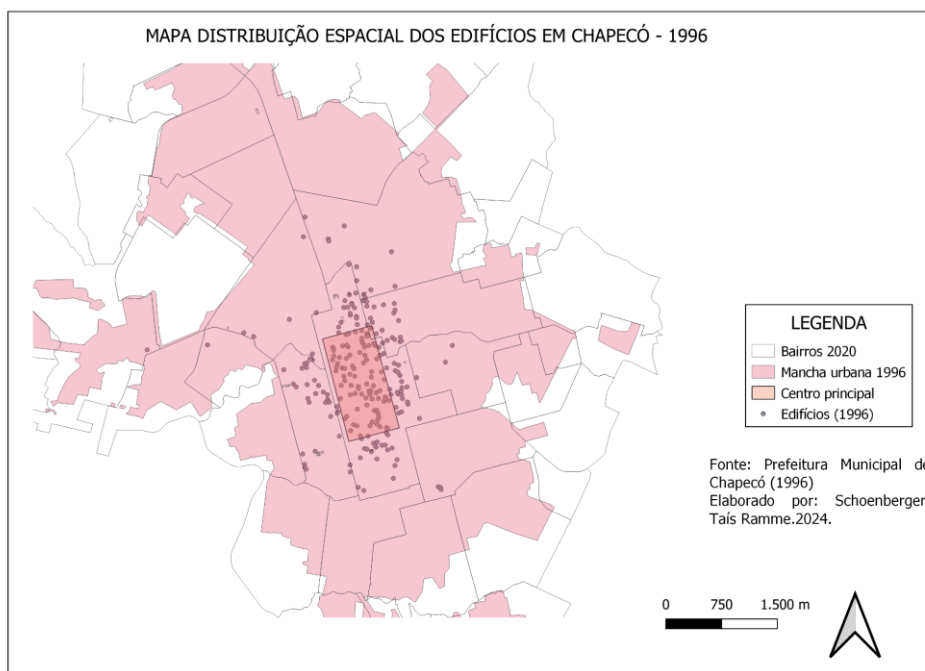 MAPA DISTRIBUIÇÃO ESPACIAL DOS EDIFÍCIOS EM CHAPECÓ - 1996
LEGENDA
Bairros 2020
Mancha urbana 1996
Centro principal
Edifícios (1996)
Fonte: Prefeitura Municipal de
Chapecó (1996)
Elaborado por: Schoenberger
Taís Ramme.2024.
0 750 1.500 m